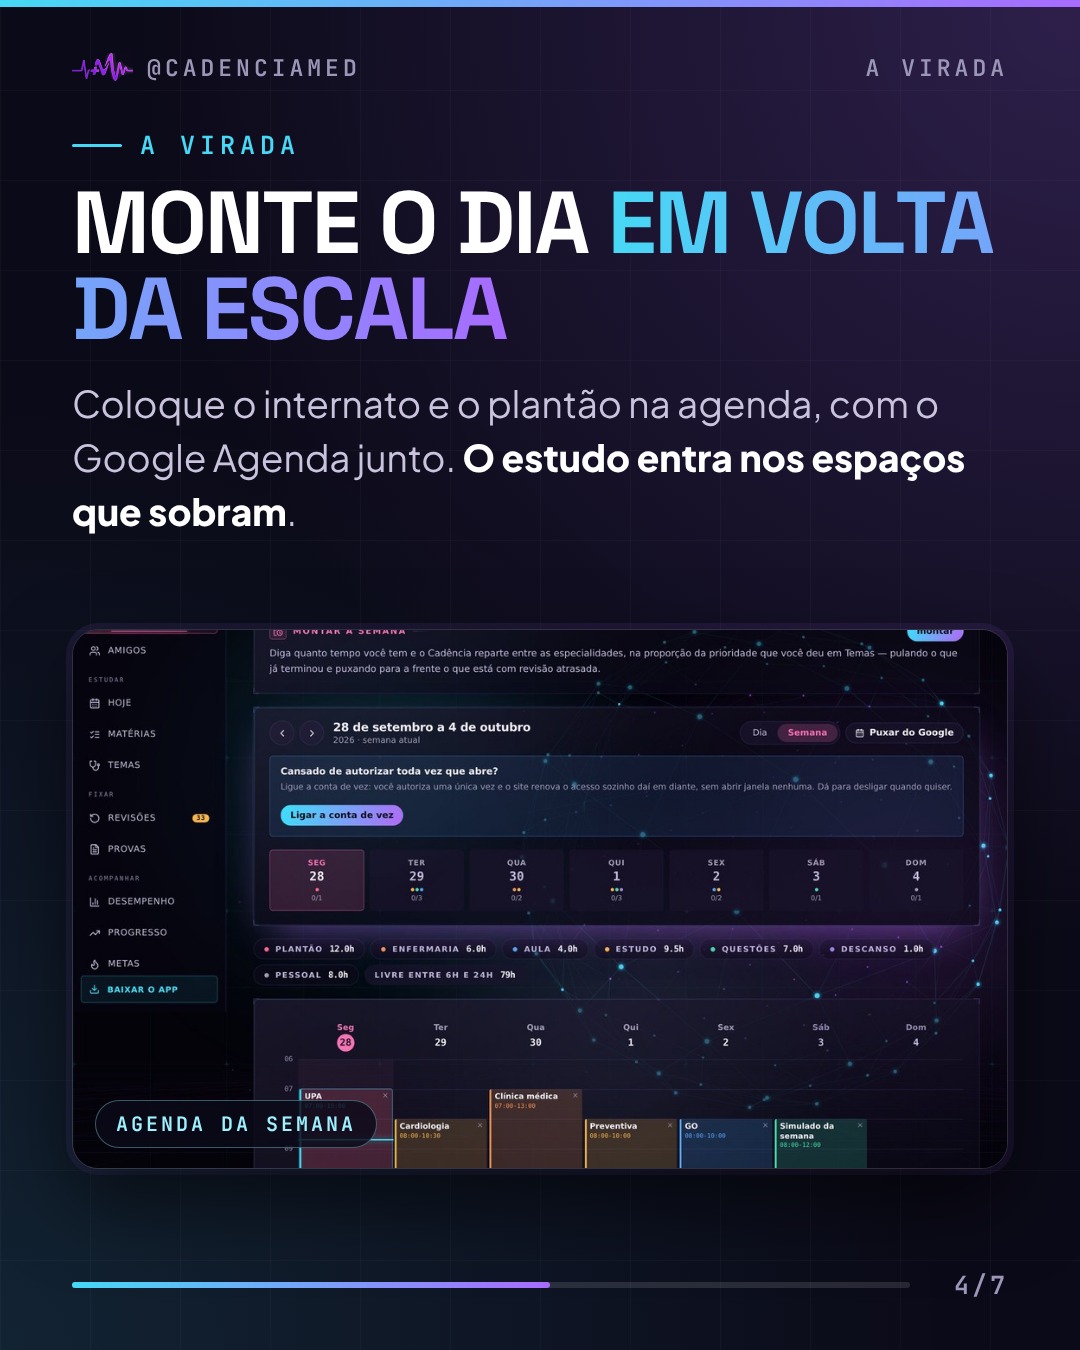 @CADENCIAMED
A VIRADA
A VIRADA
MONTE O DIA EM VOLTA
DA ESCALA
Coloque o internato e o plantão na agenda, com o
Google Agenda junto. O estudo entra nos espaços
que sobram.
AMIGOS
ESTUDAR
HOJE
MATÉRIAS
TEMAS
FIXAR
REVISÕES 33
PROVAS
ACOMPANHAR
DESEMPENHO
PROGRESSO
METAS
BAIXAR O APP
MONTAR A SEMANA
montar
Diga quanto tempo você tem e o Cadência reparte entre as especialidades, na proporção da prioridade que você deu em Temas — pulando o que
já terminou e puxando para a frente o que está com revisão atrasada.
28 de setembro a 4 de outubro
2026 · semana atual
Dia Semana Puxar do Google
Cansado de autorizar toda vez que abre?
Ligue a conta de vez: você autoriza uma única vez e o site renova o acesso sozinho daí em diante, sem abrir janela nenhuma. Dá para desligar quando quiser.
Ligar a conta de vez
SEG TER QUA QUI SEX SÁB DOM
28 29 30 1 2 3 4
0/1 0/3 0/2 0/3 0/2 0/1 0/1
PLANTÃO 12.0h ENFERMARIA 6.0h AULA 4.0h ESTUDO 9.5h QUESTÕES 7.0h DESCANSO 1.0h
PESSOAL 8.0h LIVRE ENTRE 6H E 24H 79h
Seg Ter Qua Qui Sex Sáb Dom
28 29 30 1 2 3 4
06
07
UPA × Clínica médica ×
07:00-13:00
Cardiologia × Preventiva × GO × Simulado da semana ×
08:00-10:30 08:00-10:00 08:00-10:00 08:00-12:00
09
AGENDA DA SEMANA
4/7